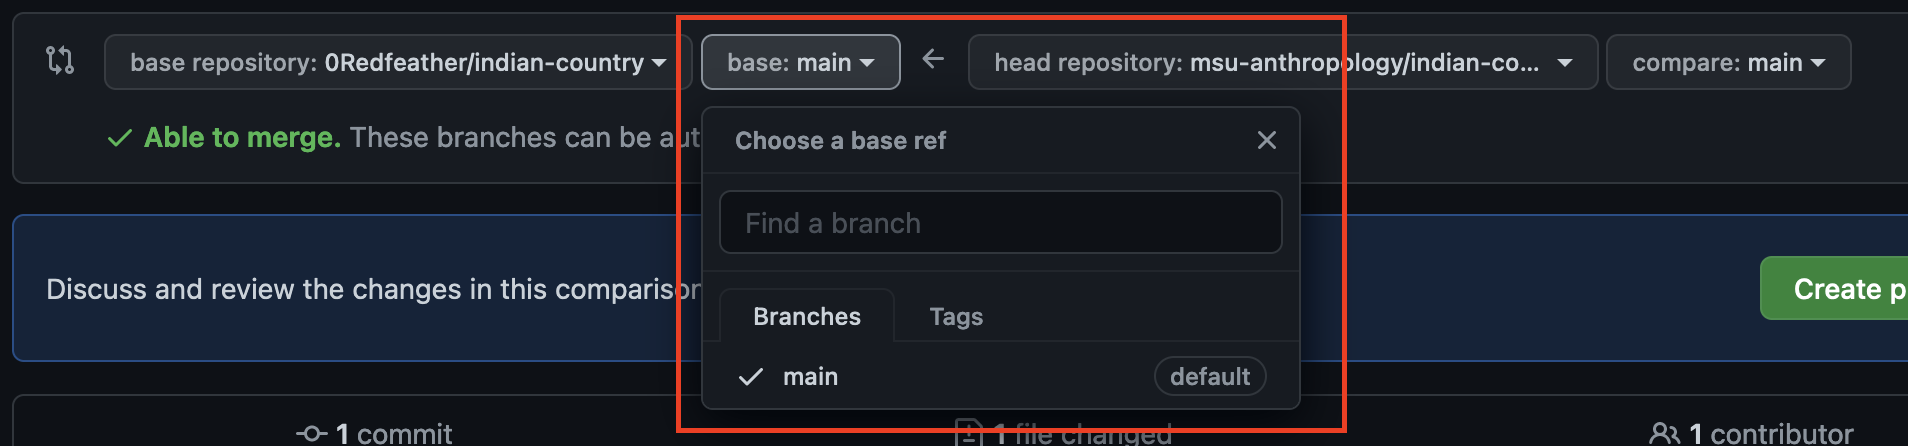 base repository: 0Redfeather/indian-country
base: main
head repository: msu-anthropology/indian-co...
compare: main
Able to merge. These branches can be aut
Choose a base ref
Find a branch
Discuss and review the changes in this comparison
Branches
Tags
Create p
main
default
1 commit
1 file changed
1 contributor